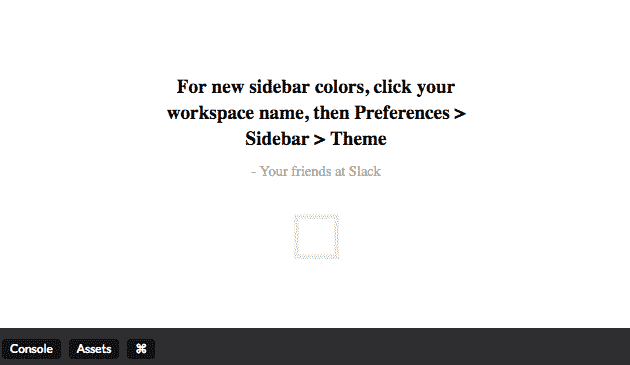 For new sidebar colors, click your
workspace name, then Preferences >
Sidebar > Theme
- Your friends at Slack
Console Assets ⌘